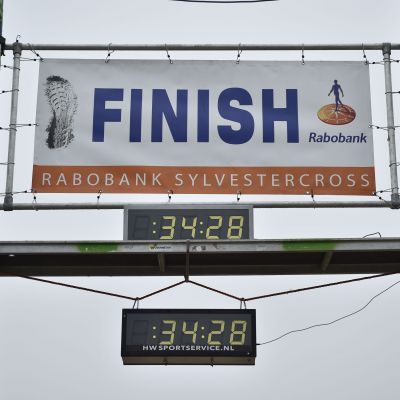 FINISH
Rabobank
RABOBANK SYLVESTERCROSS
:34:28
:34:28
HWSPORTSERVICE.NL